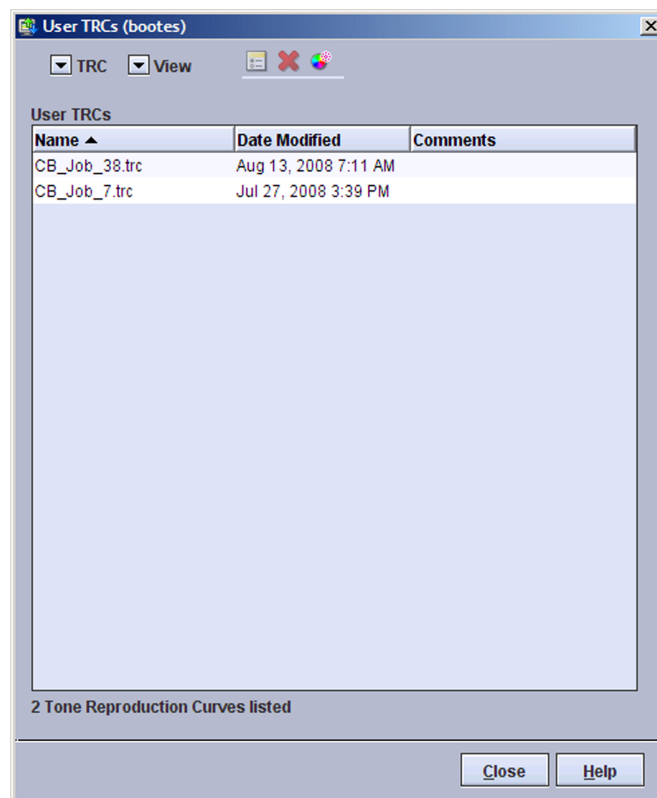 User TRCs (bootes)
TRC View
User TRCs
Name Date Modified Comments
CB_Job_38.trc Aug 13, 2008 7:11 AM
CB_Job_7.trc Jul 27, 2008 3:39 PM
2 Tone Reproduction Curves listed
Close Help